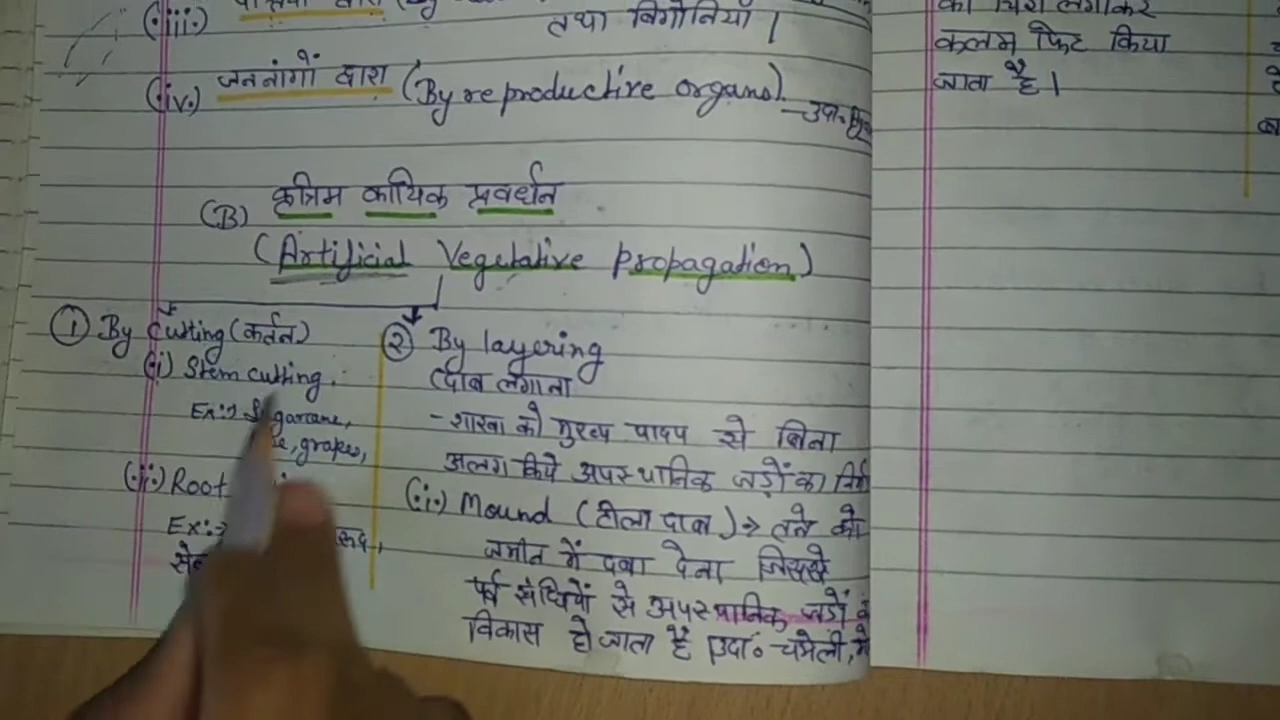 (iii.)
तथा बिगोनिया |
(iv.) जननांगों द्वारा (By reproductive organs)
(B) कृत्रिम कायिक प्रवर्धन
(Artificial Vegetative propagation)
① By cutting (कर्तन)
(i) Stem cutting.
Ex:→
grapes,
(ii.) Root
Ex:→
② By layering
(दाब लगाना
- शाखा को मुख्य पादप से बिना
अलग किये अपस्थानिक जड़ों का
(i.) Mound (टीला दाब) → तने को
जमीन में दबा देना जिससे
पर्व संधियों से अपस्थानिक जड़ों
विकास हो जाता है |उदा॰ चमेली,
कलम फिट किया
जाता है |